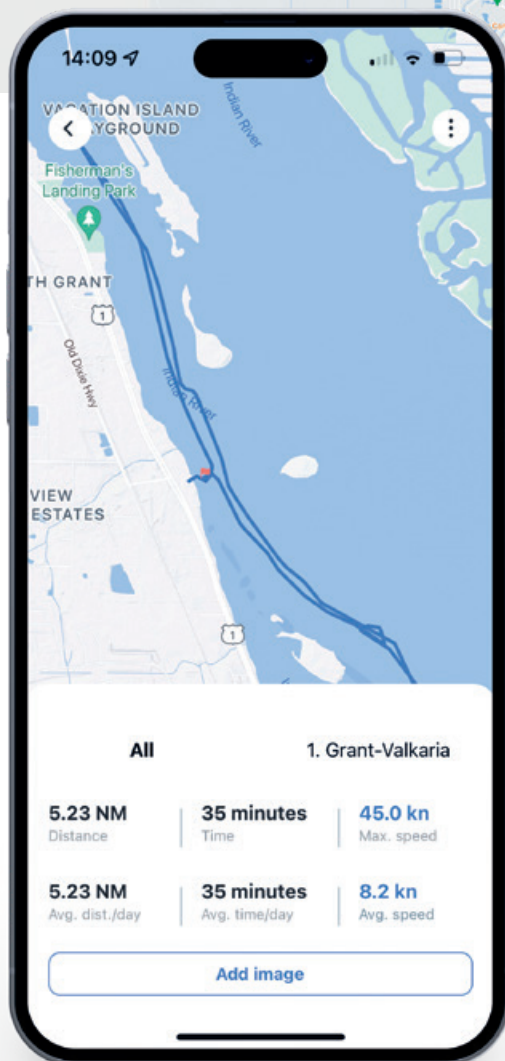 14:09
VACATION ISLAND
YGROUND
Indian River
Fisherman's
Landing Park
TH GRANT
1
Old Dixie Hwy
Indian River
VIEW
ESTATES
1
All
1. Grant-Valkaria
5.23 NM
35 minutes
45.0 kn
Distance
Time
Max. speed
5.23 NM
35 minutes
8.2 kn
Avg. dist./day
Avg. time/day
Avg. speed
Add image